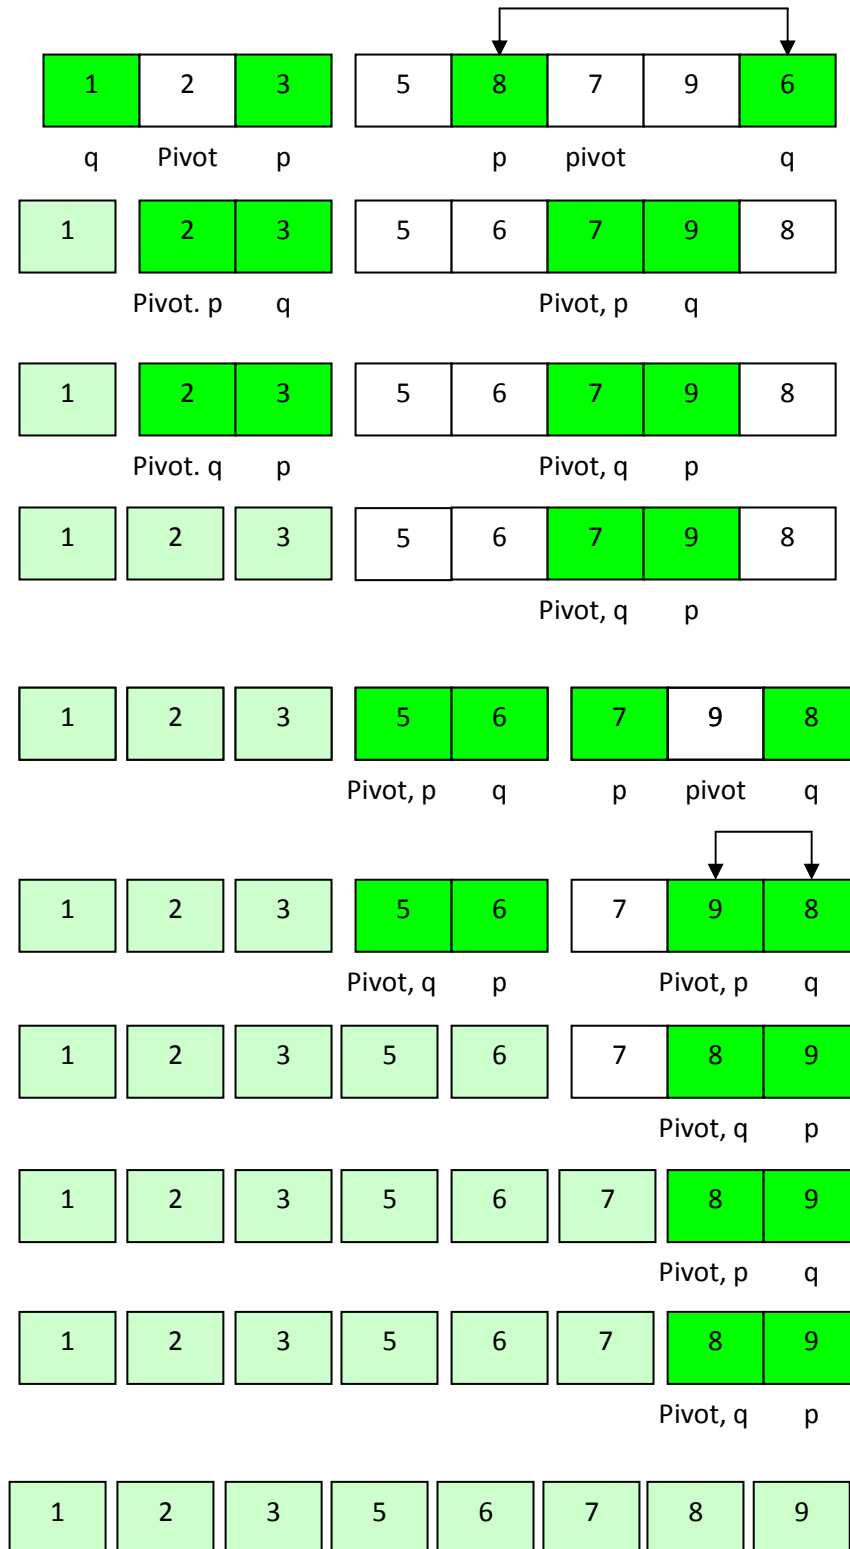 1 2 3 5 8 7 9 6
q Pivot p p pivot q
1 2 3 5 6 7 9 8
Pivot. p q Pivot, p q
1 2 3 5 6 7 9 8
Pivot. q p Pivot, q p
1 2 3 5 6 7 9 8
Pivot, q p
1 2 3 5 6 7 9 8
Pivot, p q p pivot q
1 2 3 5 6 7 9 8
Pivot, q p Pivot, p q
1 2 3 5 6 7 8 9
Pivot, q p
1 2 3 5 6 7 8 9
Pivot, p q
1 2 3 5 6 7 8 9
Pivot, q p
1 2 3 5 6 7 8 9